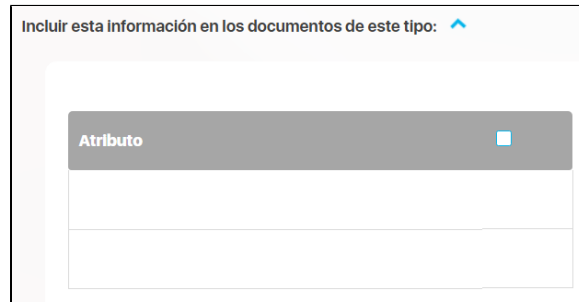 Incluir esta información en los documentos de este tipo:
Atributo